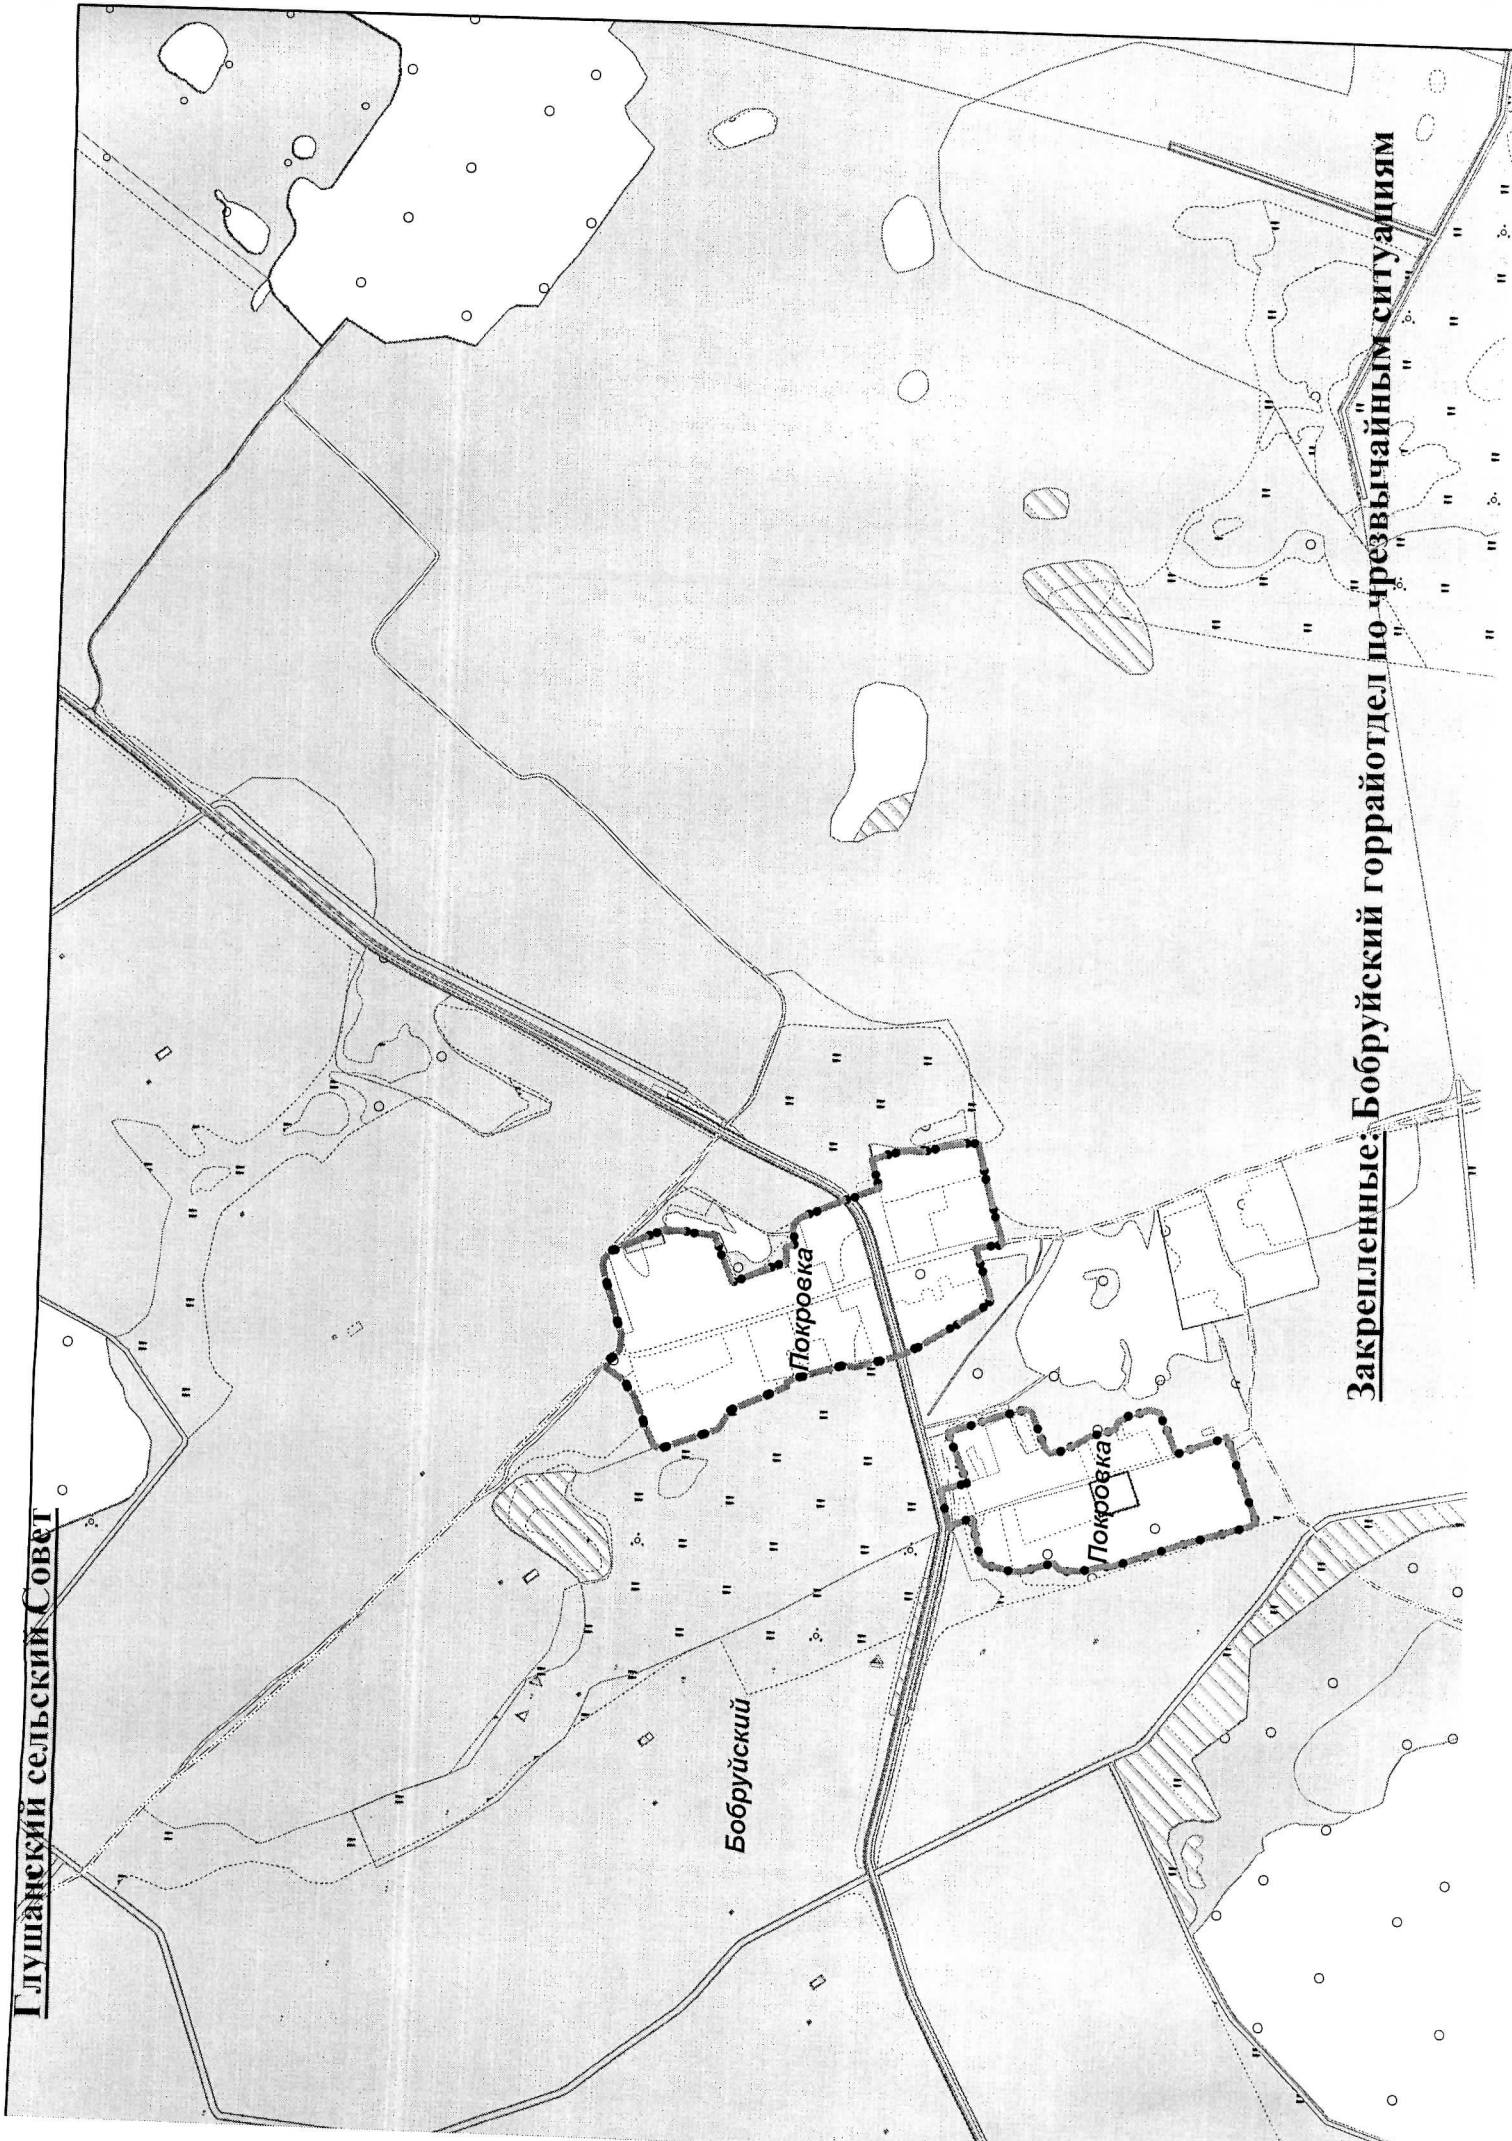 Глушанский сельский Совет
Покровка
Покровка
Бобруйский
Закрепленные: Бобруйский горрайотдел по чрезвычайным ситуациям